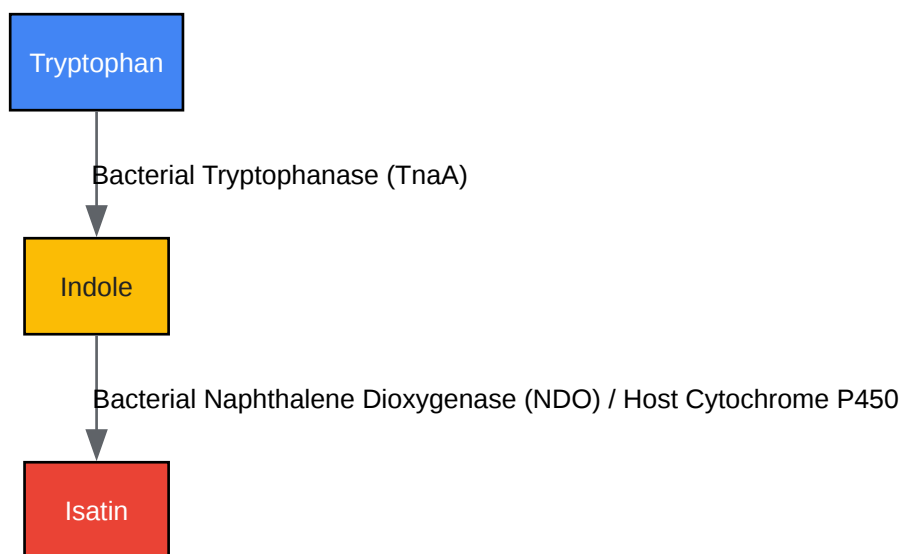 Tryptophan
Bacterial Tryptophanase (TnaA)
Indole
Bacterial Naphthalene Dioxygenase (NDO) / Host Cytochrome P450
Isatin